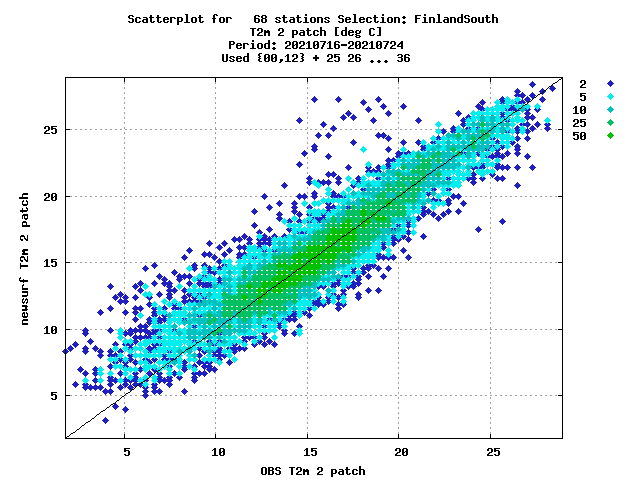 Scatterplot for   68 stations Selection: FinlandSouth
T2m 2 patch [deg C]
Period: 20210716-20210724
Used {00,12} + 25 26 ... 36
2
5
10
25
50
newsurf T2m 2 patch
25
20
15
10
5
5 10 15 20 25
OBS T2m 2 patch